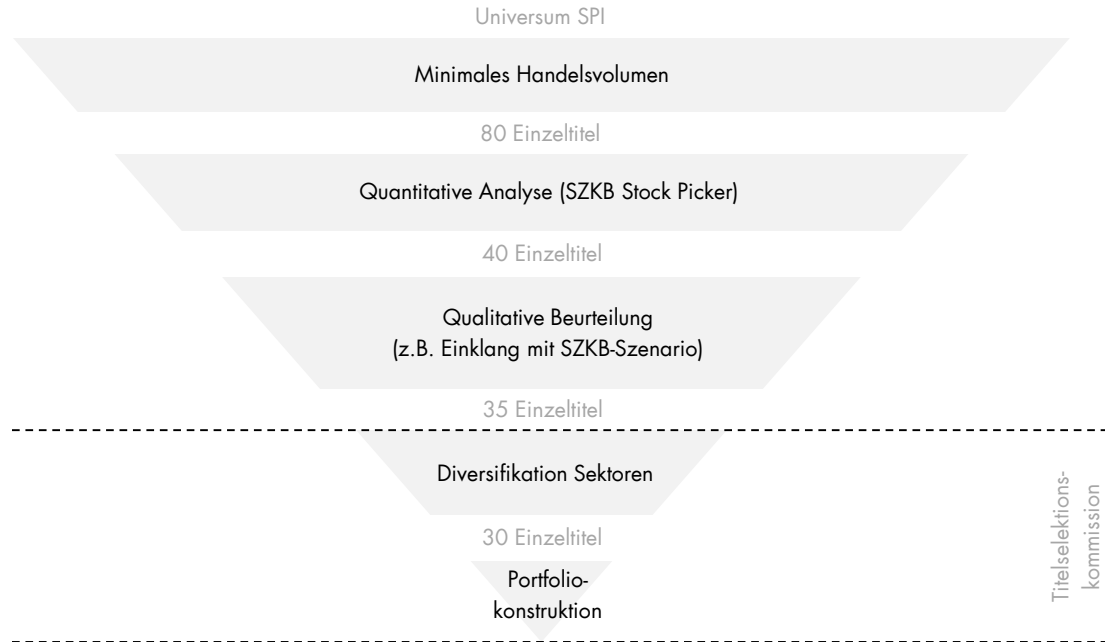 Universum SPI
Minimales Handelsvolumen
80 Einzeltitel
Quantitative Analyse (SZKB Stock Picker)
40 Einzeltitel
Qualitative Beurteilung
(z.B. Einklang mit SZKB-Szenario)
35 Einzeltitel
Diversifikation Sektoren
30 Einzeltitel
Portfolio-
konstruktion
Titelselektions-
kommission